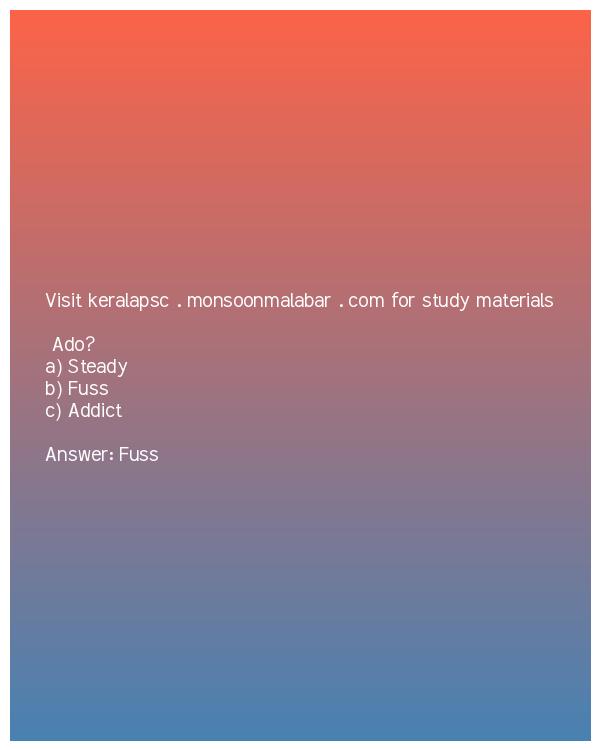 Visit keralapsc . monsoonmalabar . com for study materials
Ado?
a) Steady
b) Fuss
c) Addict
Answer: Fuss